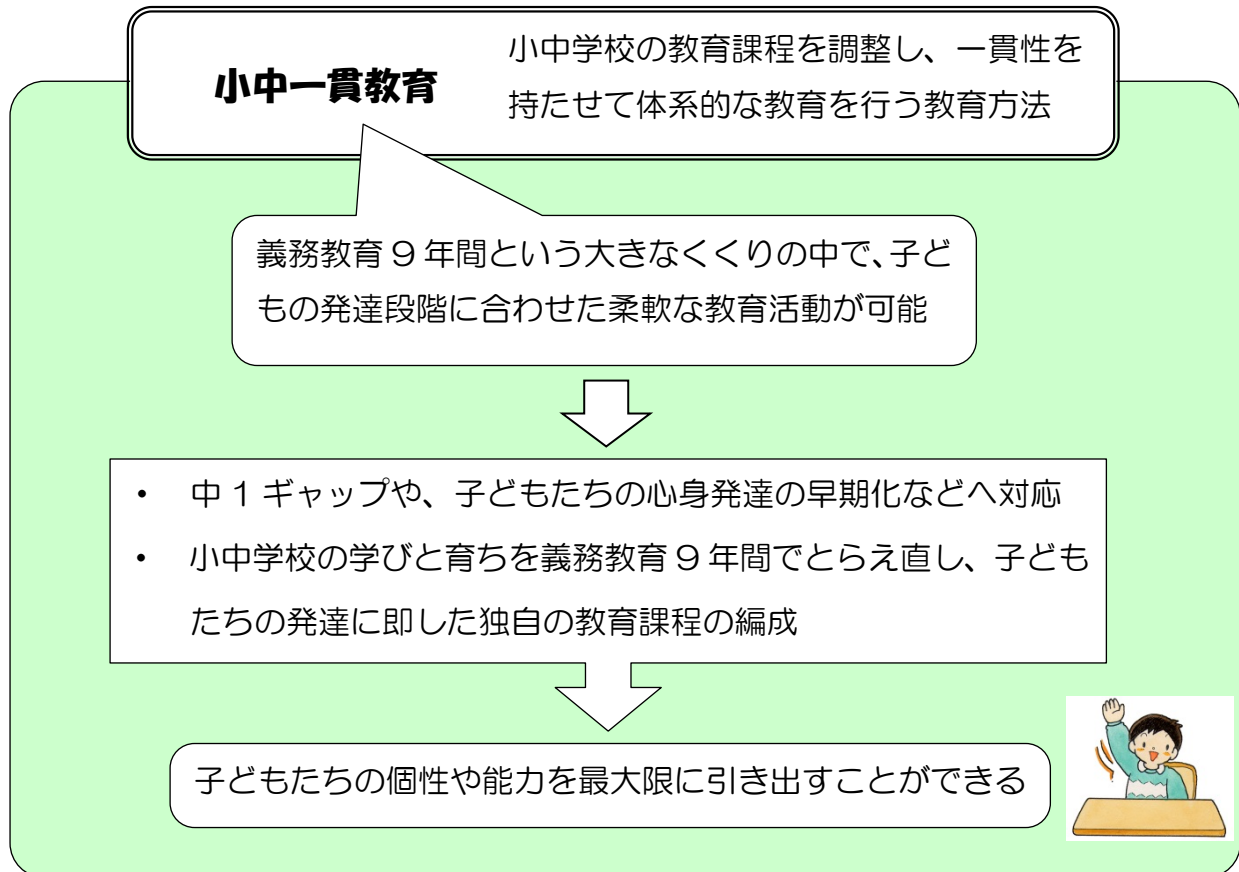 小中一貫教育
小中学校の教育課程を調整し、一貫性を
持たせて体系的な教育を行う教育方法
義務教育9年間という大きなくくりの中で、子ど
もの発達段階に合わせた柔軟な教育活動が可能
・ 中1ギャップや、子どもたちの心身発達の早期化などへ対応
・ 小中学校の学びと育ちを義務教育9年間でとらえ直し、子ども
たちの発達に即した独自の教育課程の編成
子どもたちの個性や能力を最大限に引き出すことができる